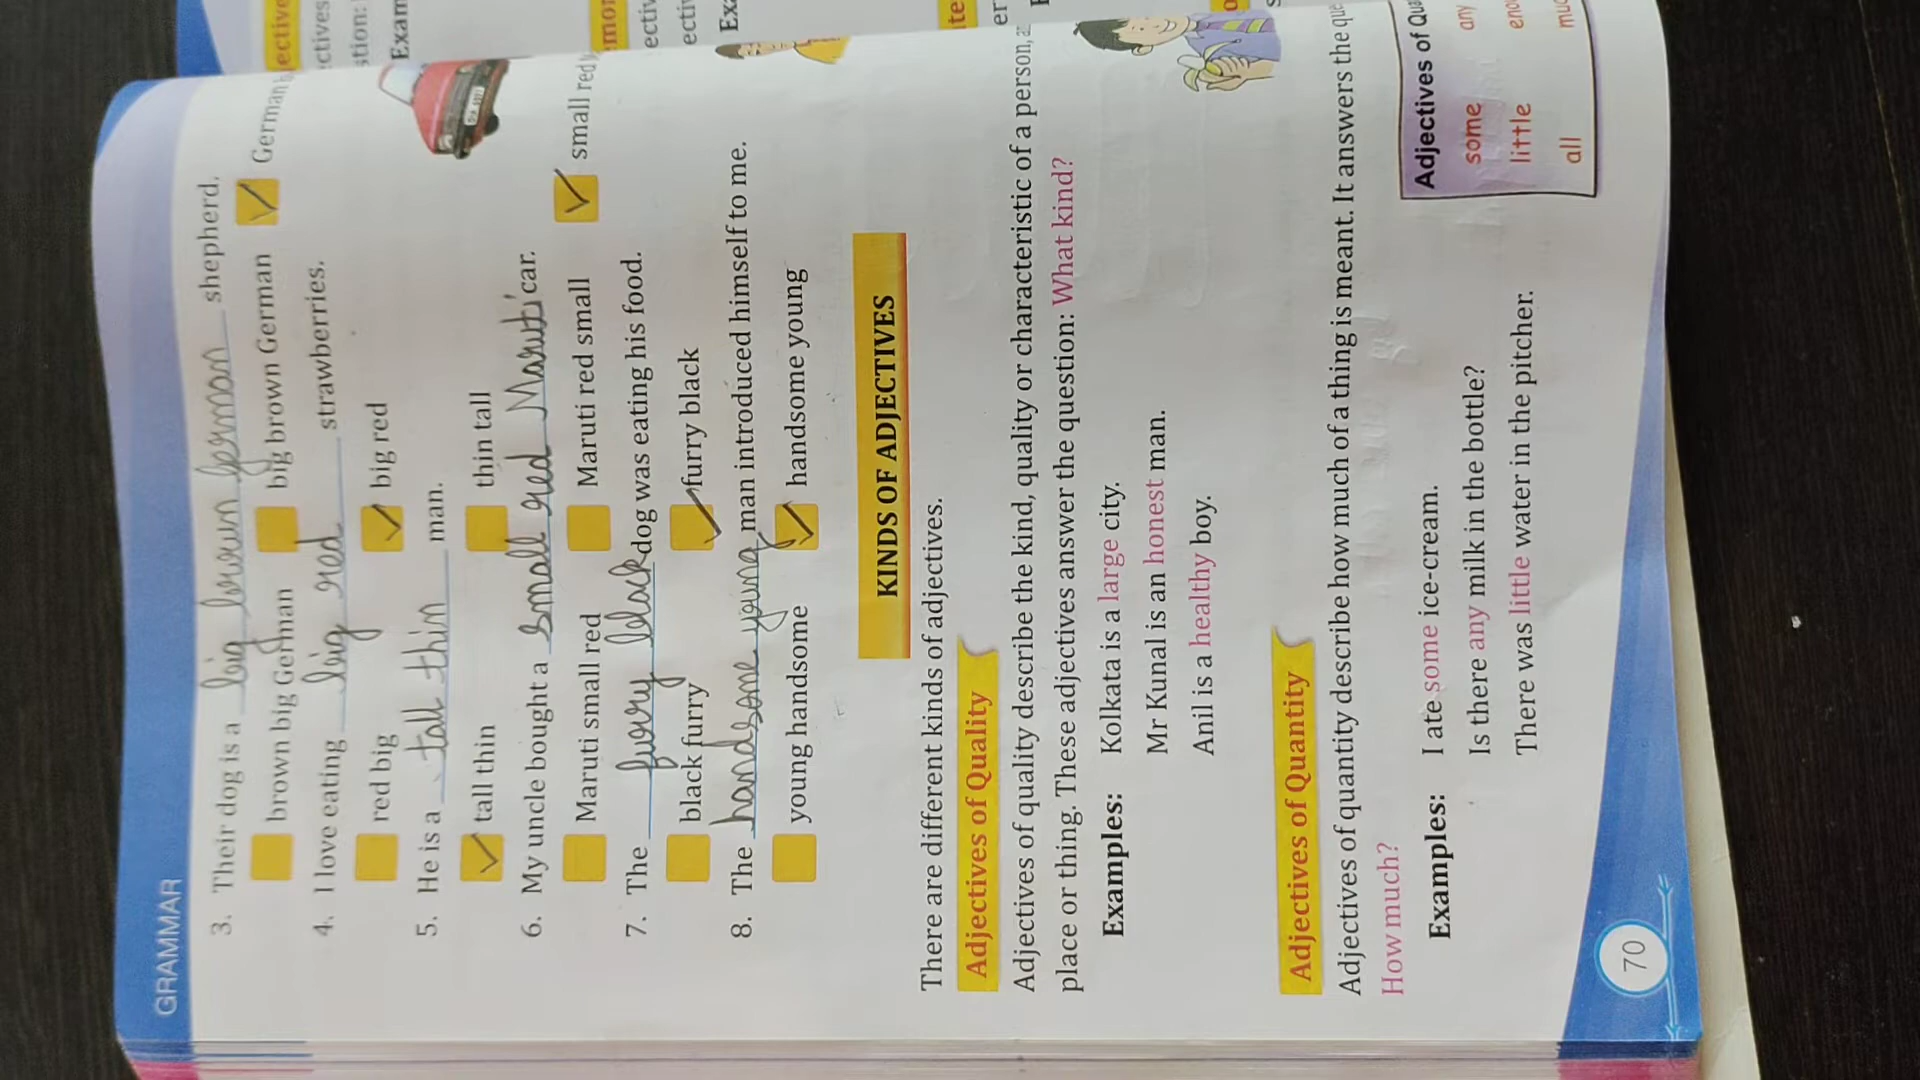 GRAMMAR
3. Their dog is a big brown German shepherd.
brown big German big brown German German
4. I love eating big red strawberries.
red big big red
5. He is a tall thin man.
tall thin thin tall
6. My uncle bought a small red Maruti car.
Maruti small red Maruti red small small red
7. The furry black dog was eating his food.
black furry furry black
8. The handsome young man introduced himself to me.
young handsome handsome young
KINDS OF ADJECTIVES
There are different kinds of adjectives.
Adjectives of Quality
Adjectives of quality describe the kind, quality or characteristic of a person,
place or thing. These adjectives answer the question: What kind?
Examples: Kolkata is a large city.
Mr Kunal is an honest man.
Anil is a healthy boy.
Adjectives of Quantity
Adjectives of quantity describe how much of a thing is meant. It answers the
How much?
Examples: I ate some ice-cream.
Is there any milk in the bottle?
There was little water in the pitcher.
Adjectives of
some any
little
all
70